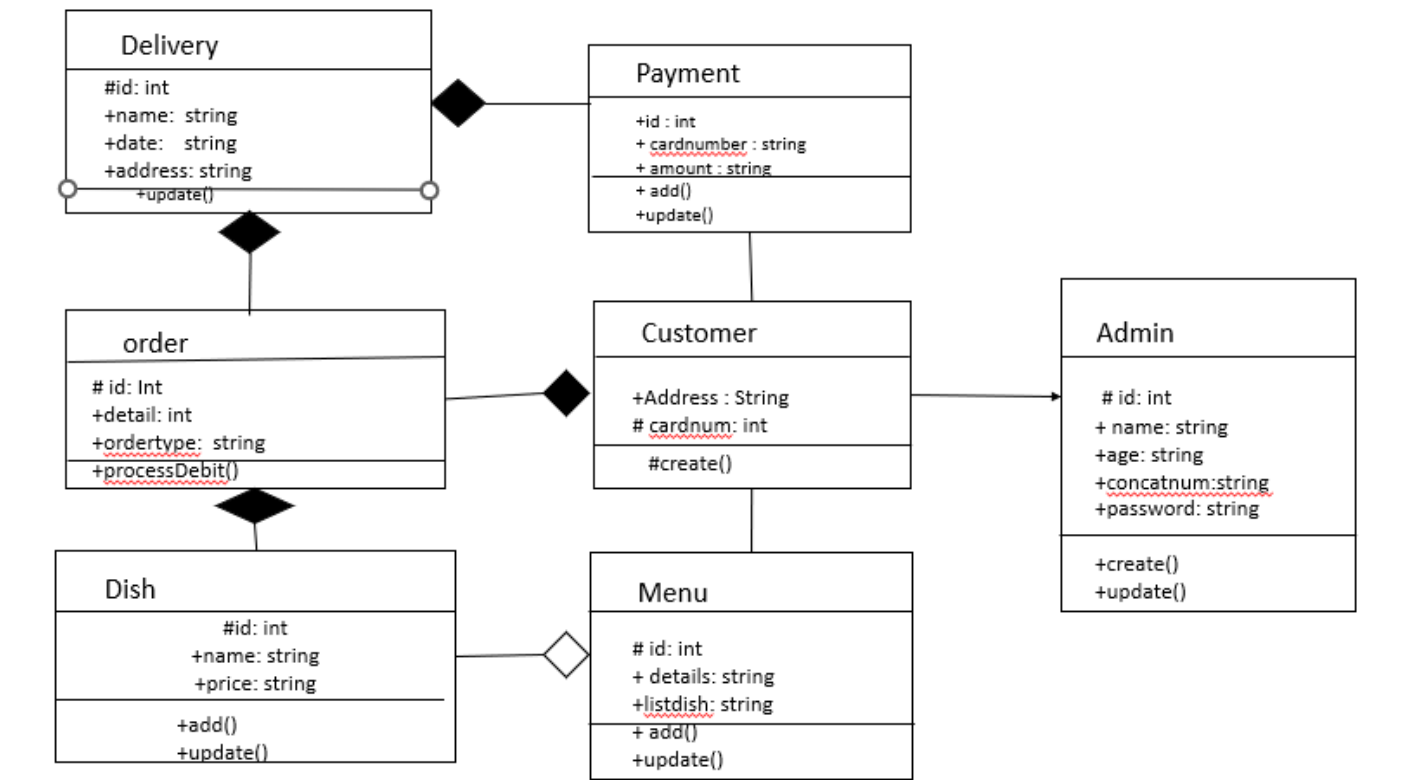 Delivery
#id: int
+name:  string
+date:    string
+address: string
+update()
Payment
+id : int
+ cardnumber : string
+ amount : string
+ add()
+update()
order
# id: Int
+detail: int
+ordertype:  string
+processDebit()
Customer
+Address : String
# cardnum: int
#create()
Admin
# id: int
+ name: string
+age: string
+concatnum:string
+password: string
+create()
+update()
Dish
#id: int
+name: string
+price: string
+add()
+update()
Menu
# id: int
+ details: string
+listdish: string
+ add()
+update()